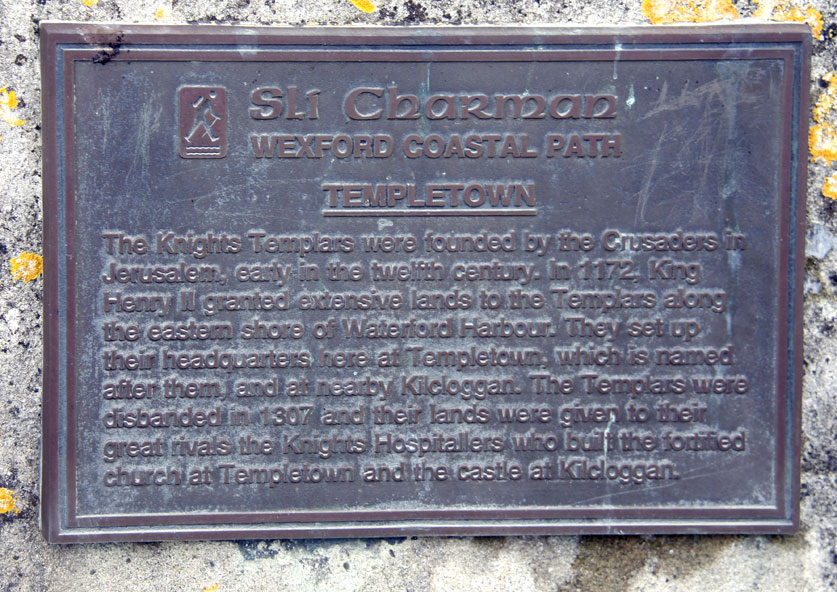 Slí Charman
WEXFORD COASTAL PATH
TEMPLETOWN
The Knights Templars were founded by the Crusaders in
Jerusalem, early in the twelfth century. In 1172, King
Henry II granted extensive lands to the Templars along
the eastern shore of Waterford Harbour. They set up
their headquarters here at Templetown, which is named
after them, and at nearby Kilcloggan. The Templars were
disbanded in 1307 and their lands were given to their
great rivals the Knights Hospitallers, who built the fortified
church at Templetown and the castle at Kilcloggan.